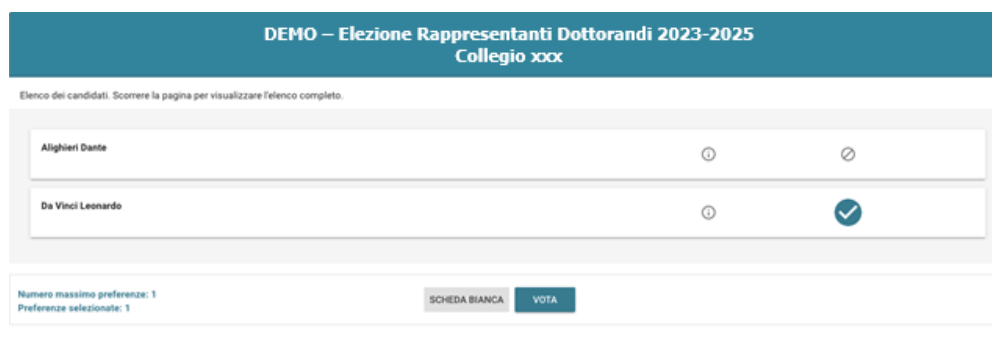 DEMO – Elezione Rappresentanti Dottorandi 2023-2025
Collegio xxx
Elenco dei candidati. Scorrere la pagina per visualizzare l'elenco completo.
Alighieri Dante
Da Vinci Leonardo
Numero massimo preferenze: 1
Preferenze selezionate: 1
SCHEDA BIANCA VOTA